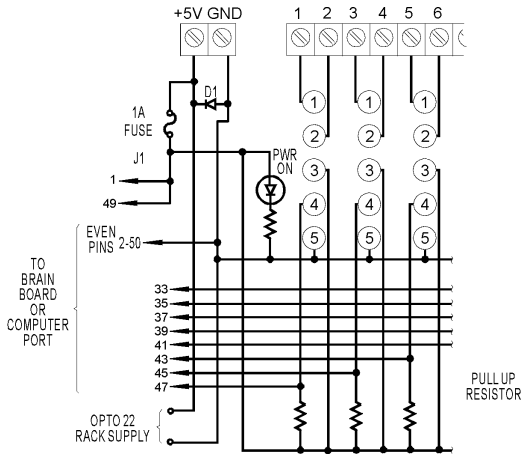 +5V GND 1 2 3 4 5 6
D1
1A
FUSE
J1
PWR
ON
1
49
1 1 1
2 2 2
3 3 3
4 4 4
5 5 5
EVEN
PINS 2-50
TO
BRAIN
BOARD
OR
COMPUTER
PORT
33
35
37
39
41
43
45
47
OPTO 22
RACK SUPPLY
PULL UP
RESISTOR